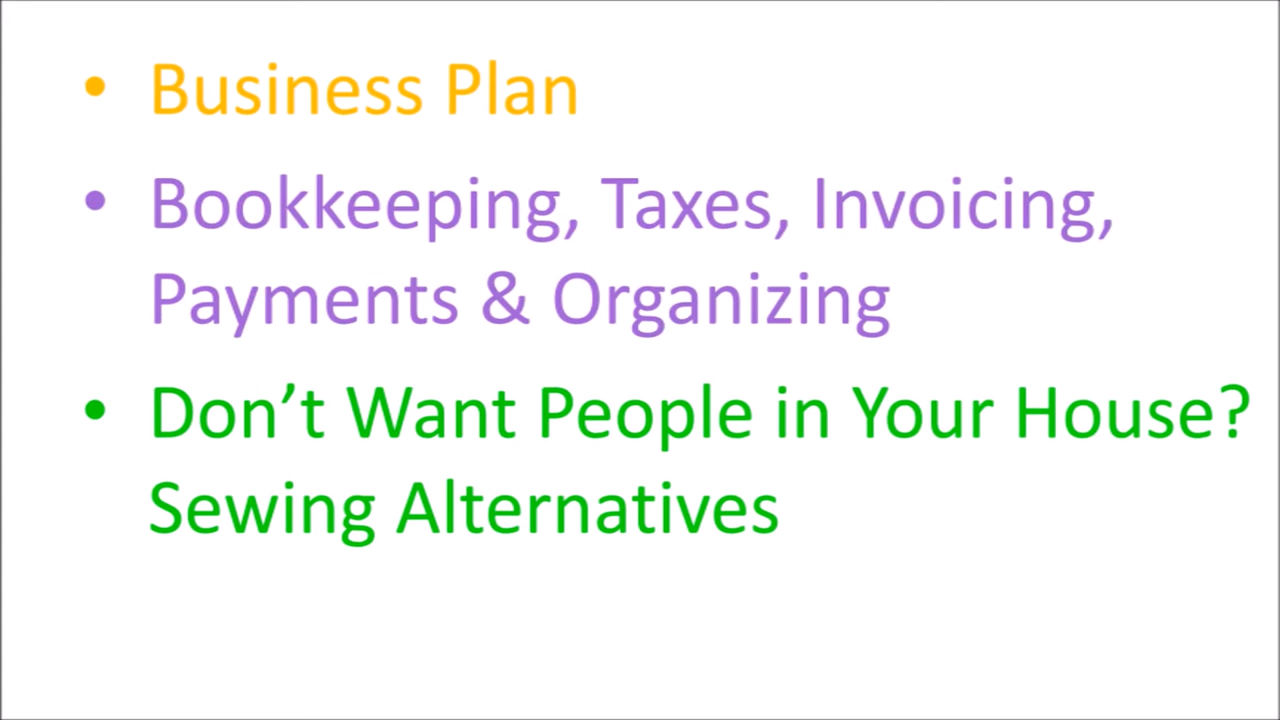 • Business Plan
• Bookkeeping, Taxes, Invoicing,
Payments & Organizing
• Don’t Want People in Your House?
Sewing Alternatives